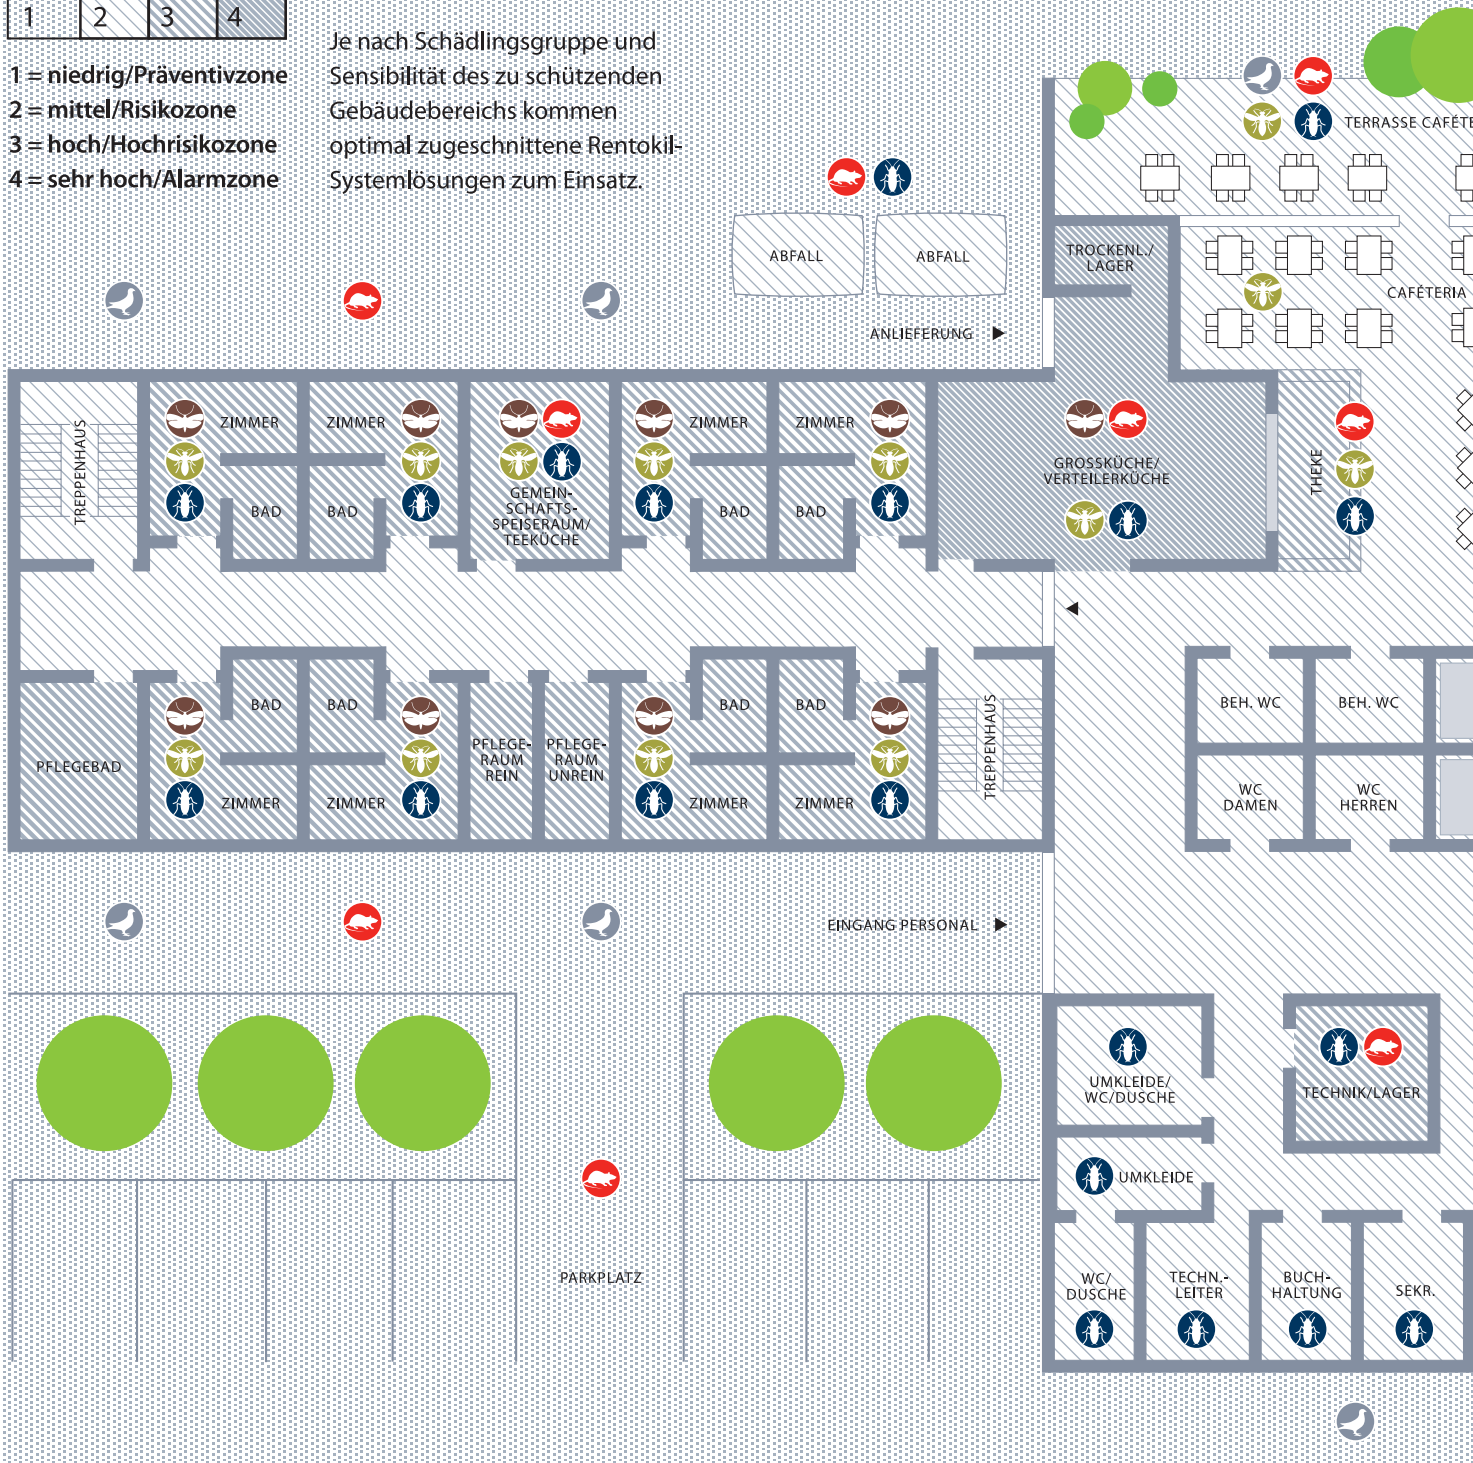 1 2 3 4
1 = niedrig/Präventivzone
2 = mittel/Risikozone
3 = hoch/Hochrisikozone
4 = sehr hoch/Alarmzone
Je nach Schädlingsgruppe und
Sensibilität des zu schützenden
Gebäudebereichs kommen
optimal zugeschnittene Rentokil-
Systemlösungen zum Einsatz.
TERRASSE CAFÉTE
ABFALL
ABFALL
TROCKENL./
LAGER
CAFÉTERIA
ANLIEFERUNG
TREPPENHAUS
ZIMMER
BAD
ZIMMER
BAD
GEMEIN-
SCHAFTS-
SPEISERAUM/
TEEKÜCHE
ZIMMER
BAD
ZIMMER
BAD
GROSSKÜCHE/
VERTEILERKÜCHE
THEKE
PFLEGEBAD
BAD
ZIMMER
BAD
ZIMMER
PFLEGE-
RAUM
REIN
PFLEGE-
RAUM
UNREIN
BAD
ZIMMER
BAD
ZIMMER
TREPPENHAUS
BEH. WC
BEH. WC
WC
DAMEN
WC
HERREN
EINGANG PERSONAL
UMKLEIDE/
WC/DUSCHE
TECHNIK/LAGER
UMKLEIDE
PARKPLATZ
WC/
DUSCHE
TECHN.-
LEITER
BUCH-
HALTUNG
SEKR.